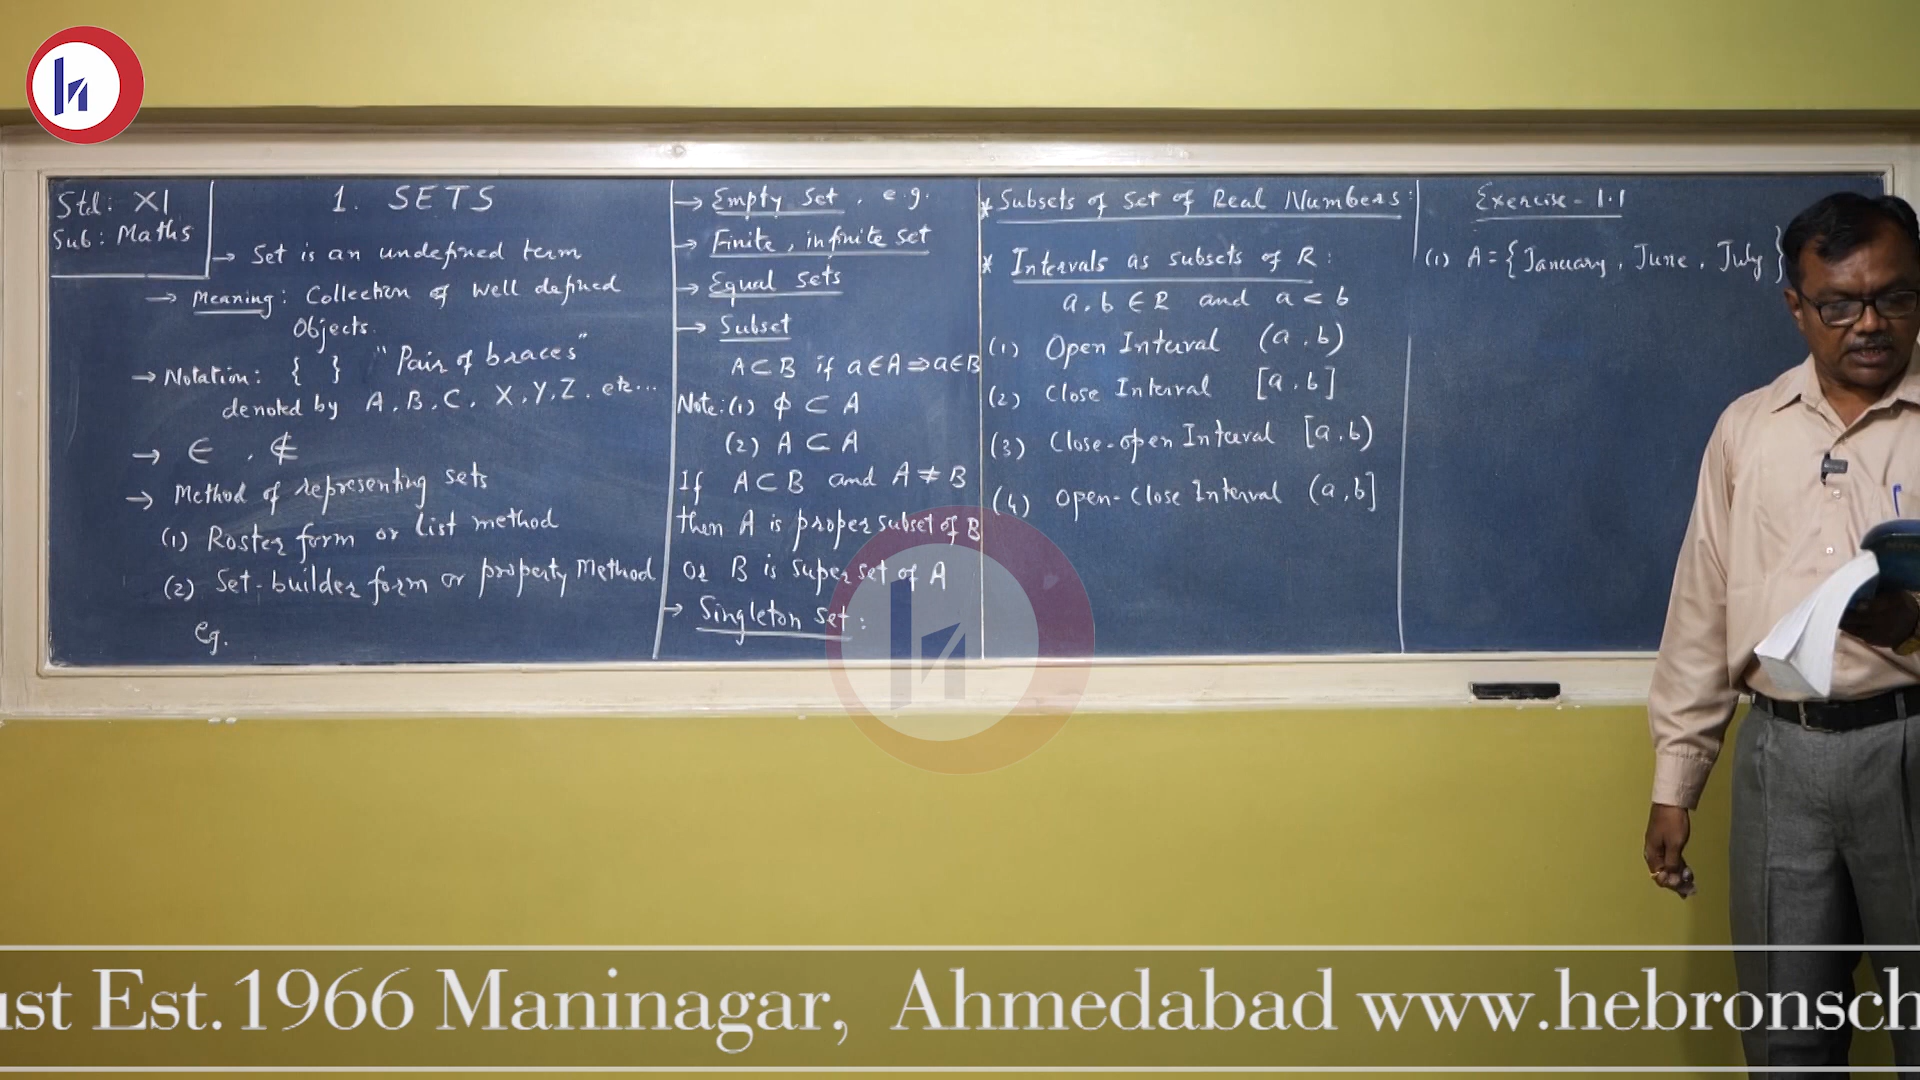 Std: XI
Sub: Maths
1. SETS
→ Set is an undefined term
→ Meaning: Collection of well defined
Objects.
→ Notation: { } "Pair of braces"
denoted by A, B, C, X, Y, Z, etc...
→ ∈ , ∉
→ Method of representing sets
(1) Roster form or List method
(2) Set-builder form or property Method
eg.
→ Empty Set, e.g.
→ Finite, infinite set
→ Equal sets
→ Subset
A⊂B if a∈A⇒a∈B
Note: (1) ϕ ⊂ A
(2) A ⊂ A
If A⊂B and A≠B
then A is proper subset of B
or B is super set of A
→ Singleton set:
* Subsets of set of Real Numbers:
* Intervals as subsets of R:
a, b ∈ R and a < b
(1) Open Interval (a, b)
(2) Close Interval [a, b]
(3) Close-open Interval [a, b)
(4) Open-Close Interval (a, b]
Exercise - 1.1
(1) A = {January, June, July}
ust Est.1966 Maninagar, Ahmedabad www.hebronsch